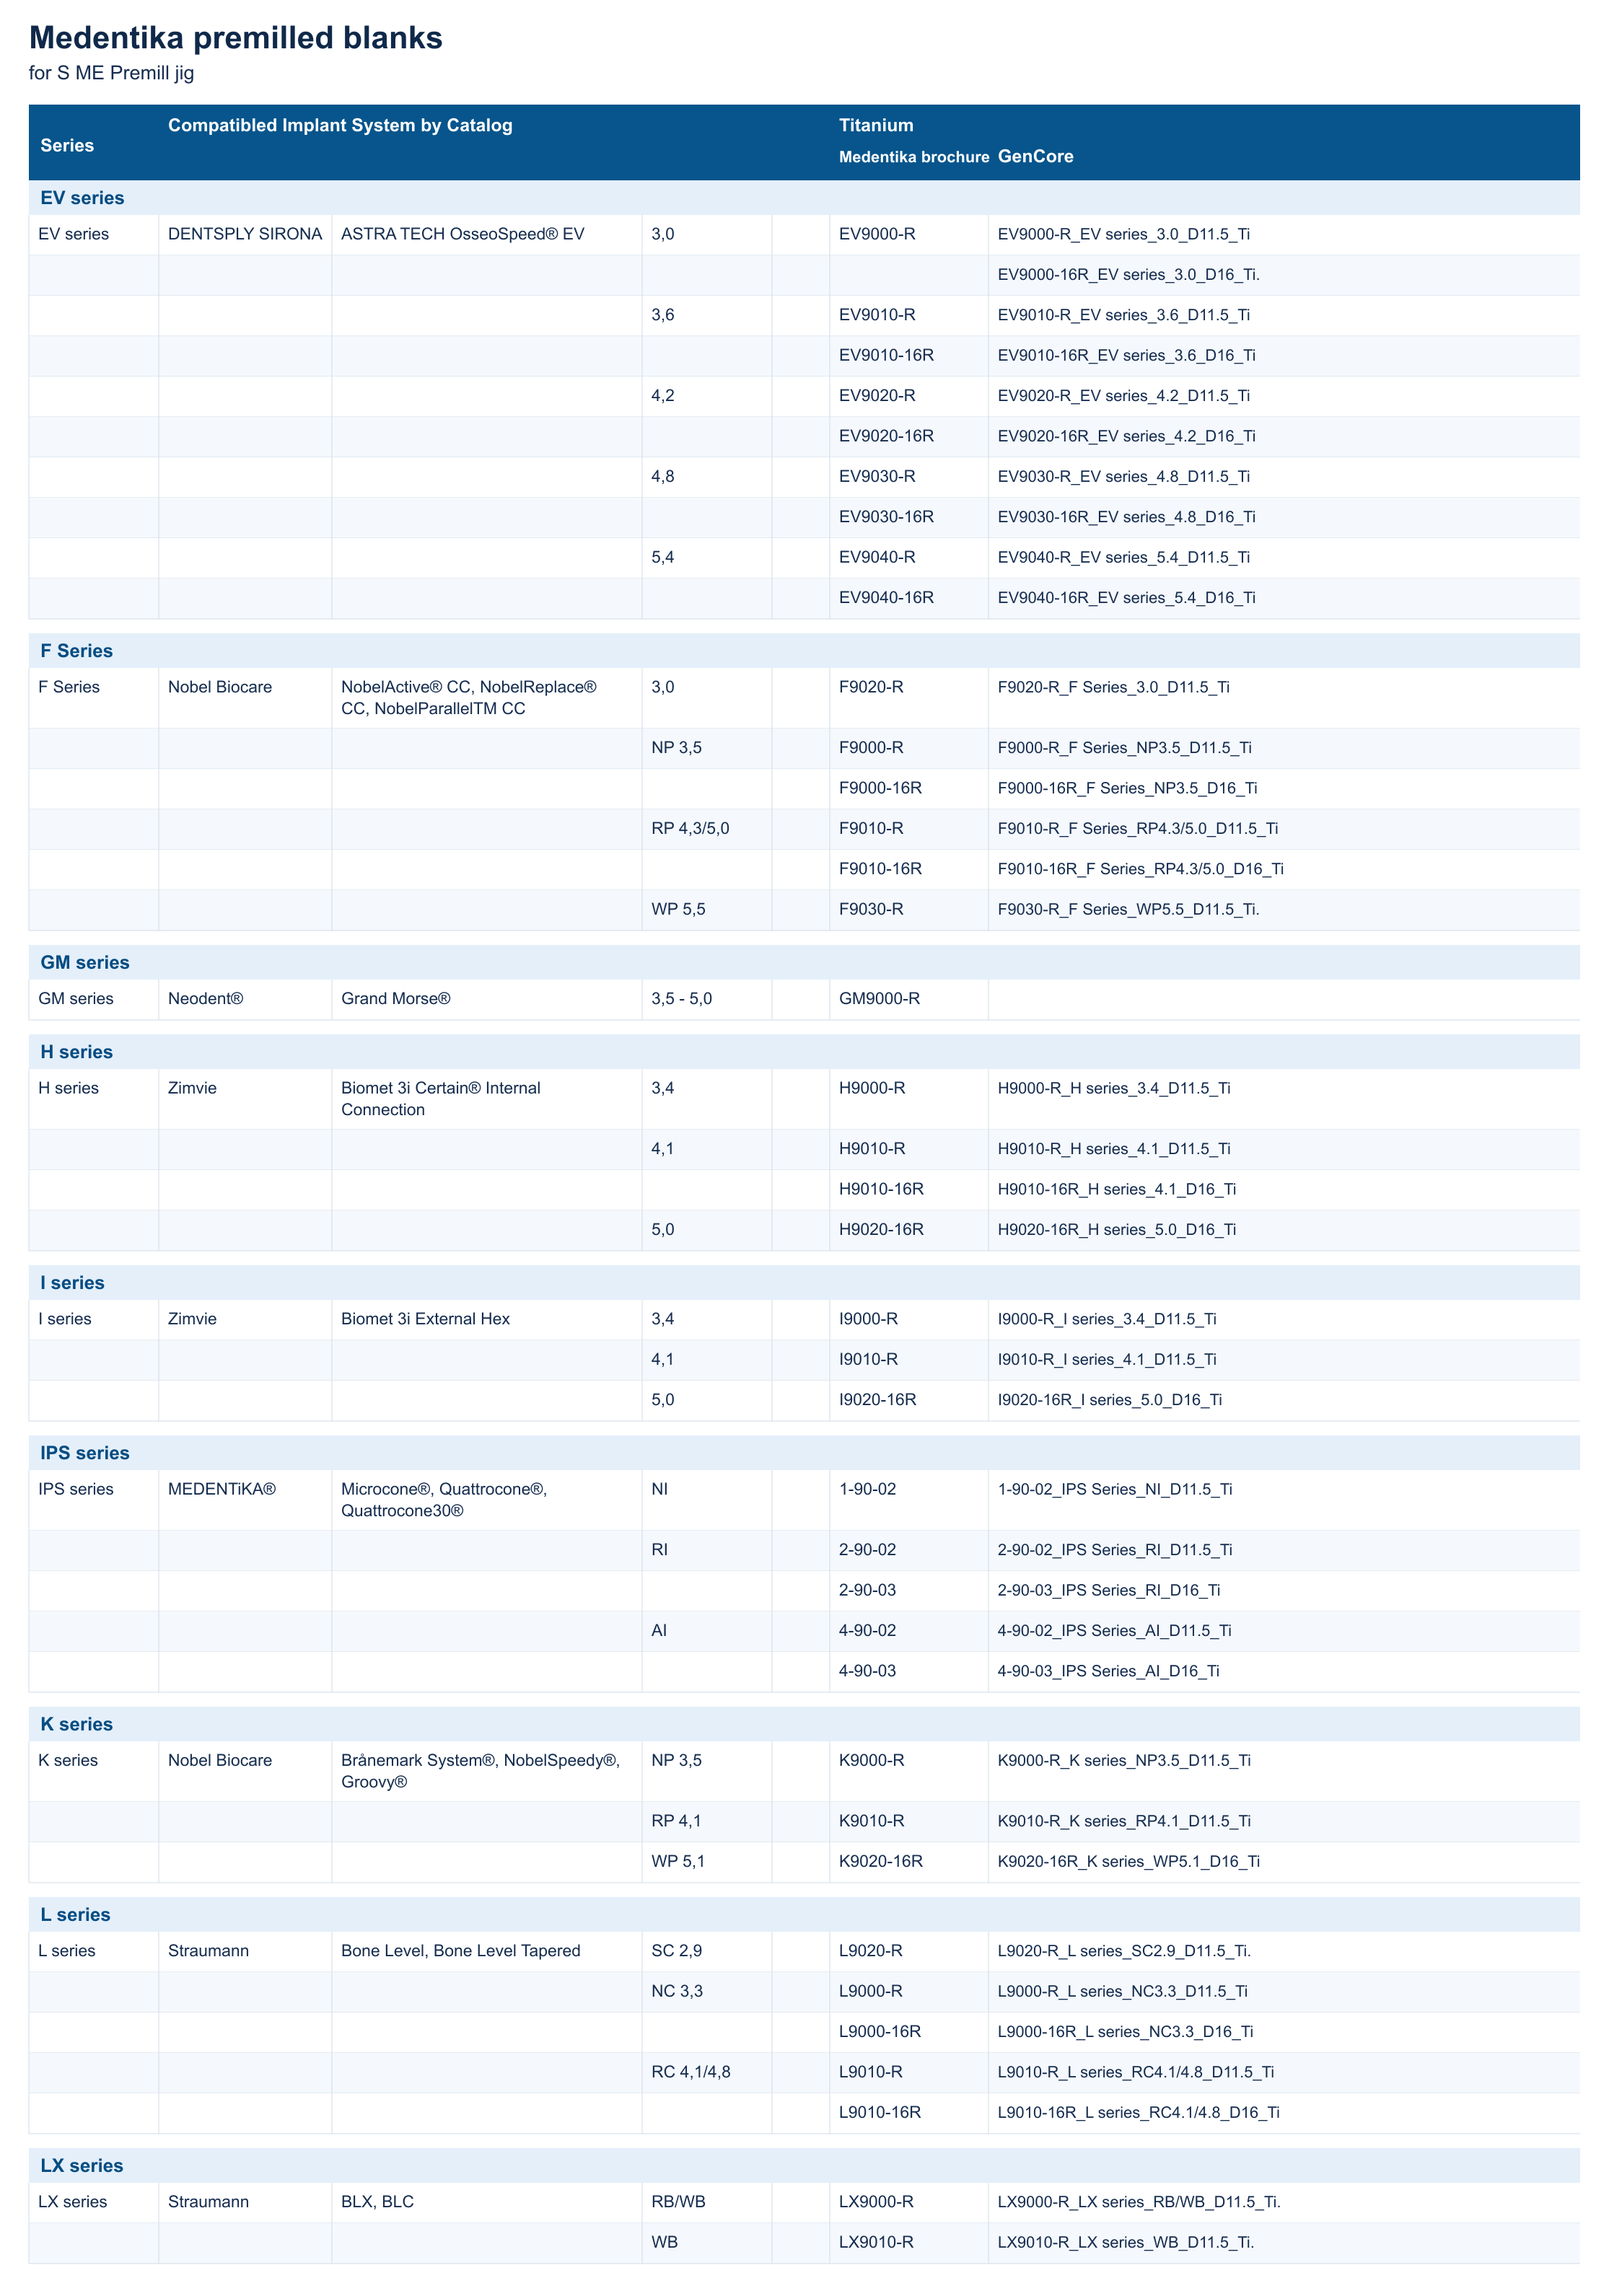 Medentika premilled blanks
for S ME Premill jig
Series Compatibled Implant System by Catalog Titanium
Medentika brochure GenCore
EV series
EV series DENTSPLY SIRONA ASTRA TECH OsseoSpeed® EV 3,0 EV9000-R EV9000-R_EV series_3.0_D11.5_Ti
EV9000-16R_EV series_3.0_D16_Ti.
3,6 EV9010-R EV9010-R_EV series_3.6_D11.5_Ti
EV9010-16R EV9010-16R_EV series_3.6_D16_Ti
4,2 EV9020-R EV9020-R_EV series_4.2_D11.5_Ti
EV9020-16R EV9020-16R_EV series_4.2_D16_Ti
4,8 EV9030-R EV9030-R_EV series_4.8_D11.5_Ti
EV9030-16R EV9030-16R_EV series_4.8_D16_Ti
5,4 EV9040-R EV9040-R_EV series_5.4_D11.5_Ti
EV9040-16R EV9040-16R_EV series_5.4_D16_Ti
F Series
F Series Nobel Biocare NobelActive® CC, NobelReplace® 3,0 F9020-R F9020-R_F Series_3.0_D11.5_Ti
CC, NobelParallelTM CC
NP 3,5 F9000-R F9000-R_F Series_NP3.5_D11.5_Ti
F9000-16R F9000-16R_F Series_NP3.5_D16_Ti
RP 4,3/5,0 F9010-R F9010-R_F Series_RP4.3/5.0_D11.5_Ti
F9010-16R F9010-16R_F Series_RP4.3/5.0_D16_Ti
WP 5,5 F9030-R F9030-R_F Series_WP5.5_D11.5_Ti.
GM series
GM series Neodent® Grand Morse® 3,5 - 5,0 GM9000-R
H series
H series Zimvie Biomet 3i Certain® Internal 3,4 H9000-R H9000-R_H series_3.4_D11.5_Ti
Connection
4,1 H9010-R H9010-R_H series_4.1_D11.5_Ti
H9010-16R H9010-16R_H series_4.1_D16_Ti
5,0 H9020-16R H9020-16R_H series_5.0_D16_Ti
I series
I series Zimvie Biomet 3i External Hex 3,4 I9000-R I9000-R_I series_3.4_D11.5_Ti
4,1 I9010-R I9010-R_I series_4.1_D11.5_Ti
5,0 I9020-16R I9020-16R_I series_5.0_D16_Ti
IPS series
IPS series MEDENTiKA® Microcone®, Quattrocone®, NI 1-90-02 1-90-02_IPS Series_NI_D11.5_Ti
Quattrocone30®
RI 2-90-02 2-90-02_IPS Series_RI_D11.5_Ti
2-90-03 2-90-03_IPS Series_RI_D16_Ti
AI 4-90-02 4-90-02_IPS Series_AI_D11.5_Ti
4-90-03 4-90-03_IPS Series_AI_D16_Ti
K series
K series Nobel Biocare Brånemark System®, NobelSpeedy®, NP 3,5 K9000-R K9000-R_K series_NP3.5_D11.5_Ti
Groovy®
RP 4,1 K9010-R K9010-R_K series_RP4.1_D11.5_Ti
WP 5,1 K9020-16R K9020-16R_K series_WP5.1_D16_Ti
L series
L series Straumann Bone Level, Bone Level Tapered SC 2,9 L9020-R L9020-R_L series_SC2.9_D11.5_Ti.
NC 3,3 L9000-R L9000-R_L series_NC3.3_D11.5_Ti
L9000-16R L9000-16R_L series_NC3.3_D16_Ti
RC 4,1/4,8 L9010-R L9010-R_L series_RC4.1/4.8_D11.5_Ti
L9010-16R L9010-16R_L series_RC4.1/4.8_D16_Ti
LX series
LX series Straumann BLX, BLC RB/WB LX9000-R LX9000-R_LX series_RB/WB_D11.5_Ti.
WB LX9010-R LX9010-R_LX series_WB_D11.5_Ti.